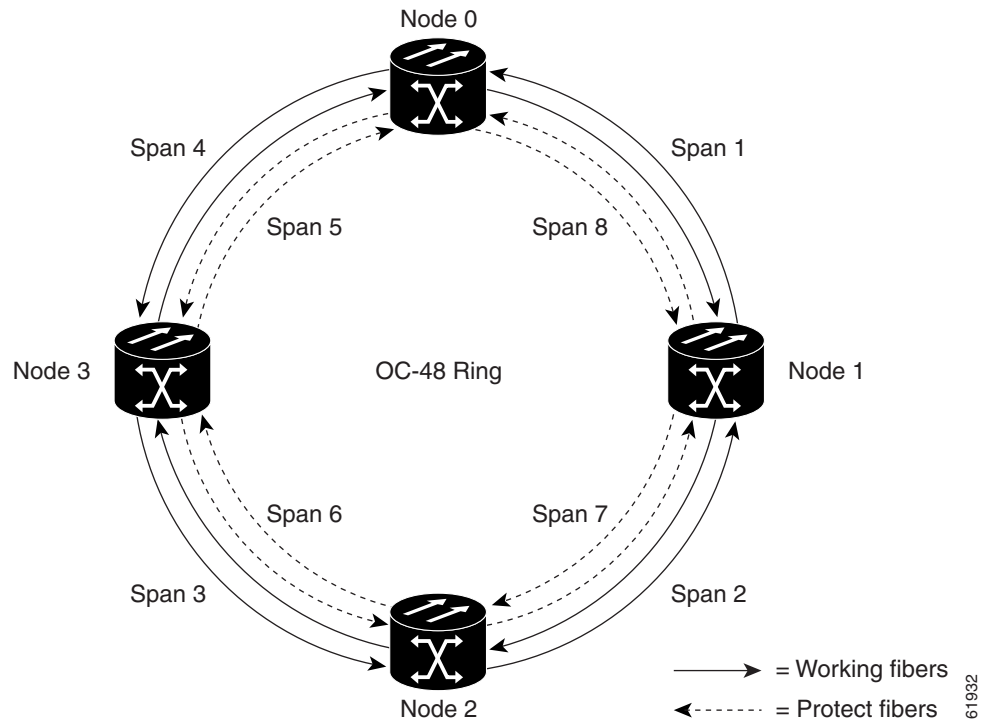 Node 0
Span 4
Span 1
Span 5
Span 8
Node 3
OC-48 Ring
Node 1
Span 6
Span 7
Span 3
Span 2
Node 2
= Working fibers
= Protect fibers
61932